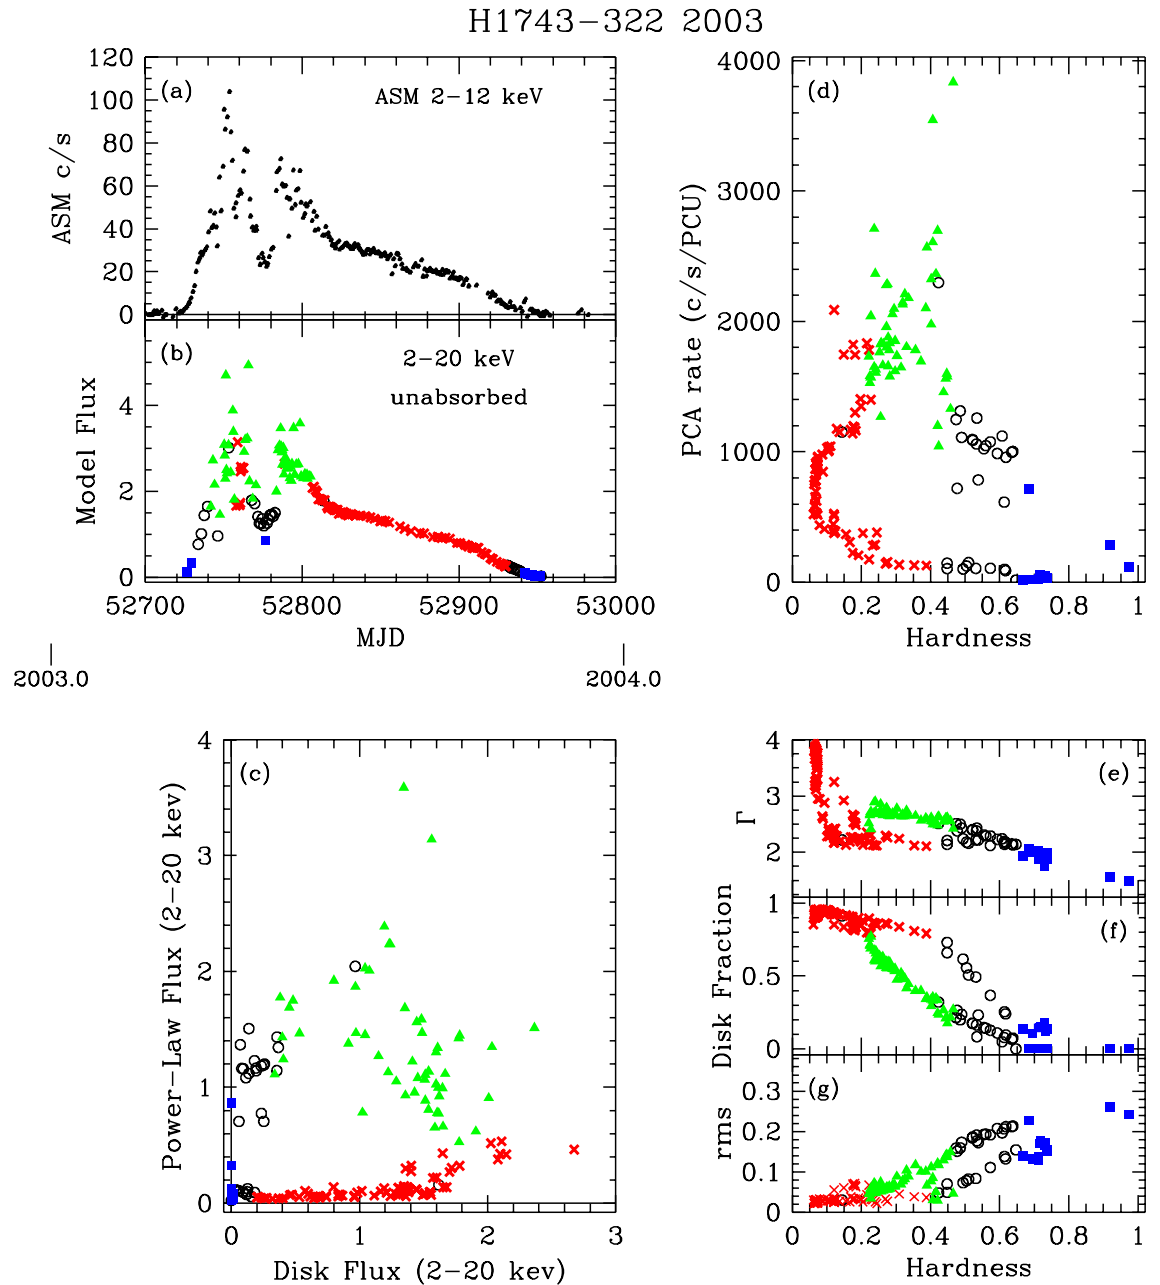 H1743−322 2003
120
100
80
60
40
20
0
ASM c/s
(a)
ASM 2−12 keV
4
2
0
Model Flux
(b)
2−20 keV
unabsorbed
52700 52800 52900 53000
MJD
2003.0 2004.0
4000
3000
2000
1000
0
PCA rate (c/s/PCU)
(d)
0 0.2 0.4 0.6 0.8 1
Hardness
4
3
2
1
0
Power−Law Flux (2−20 kev)
(c)
0 1 2 3
Disk Flux (2−20 kev)
4
3
2
Γ
(e)
1
0.5
0
Disk Fraction
(f)
0.3
0.2
0.1
0
rms
(g)
0 0.2 0.4 0.6 0.8 1
Hardness